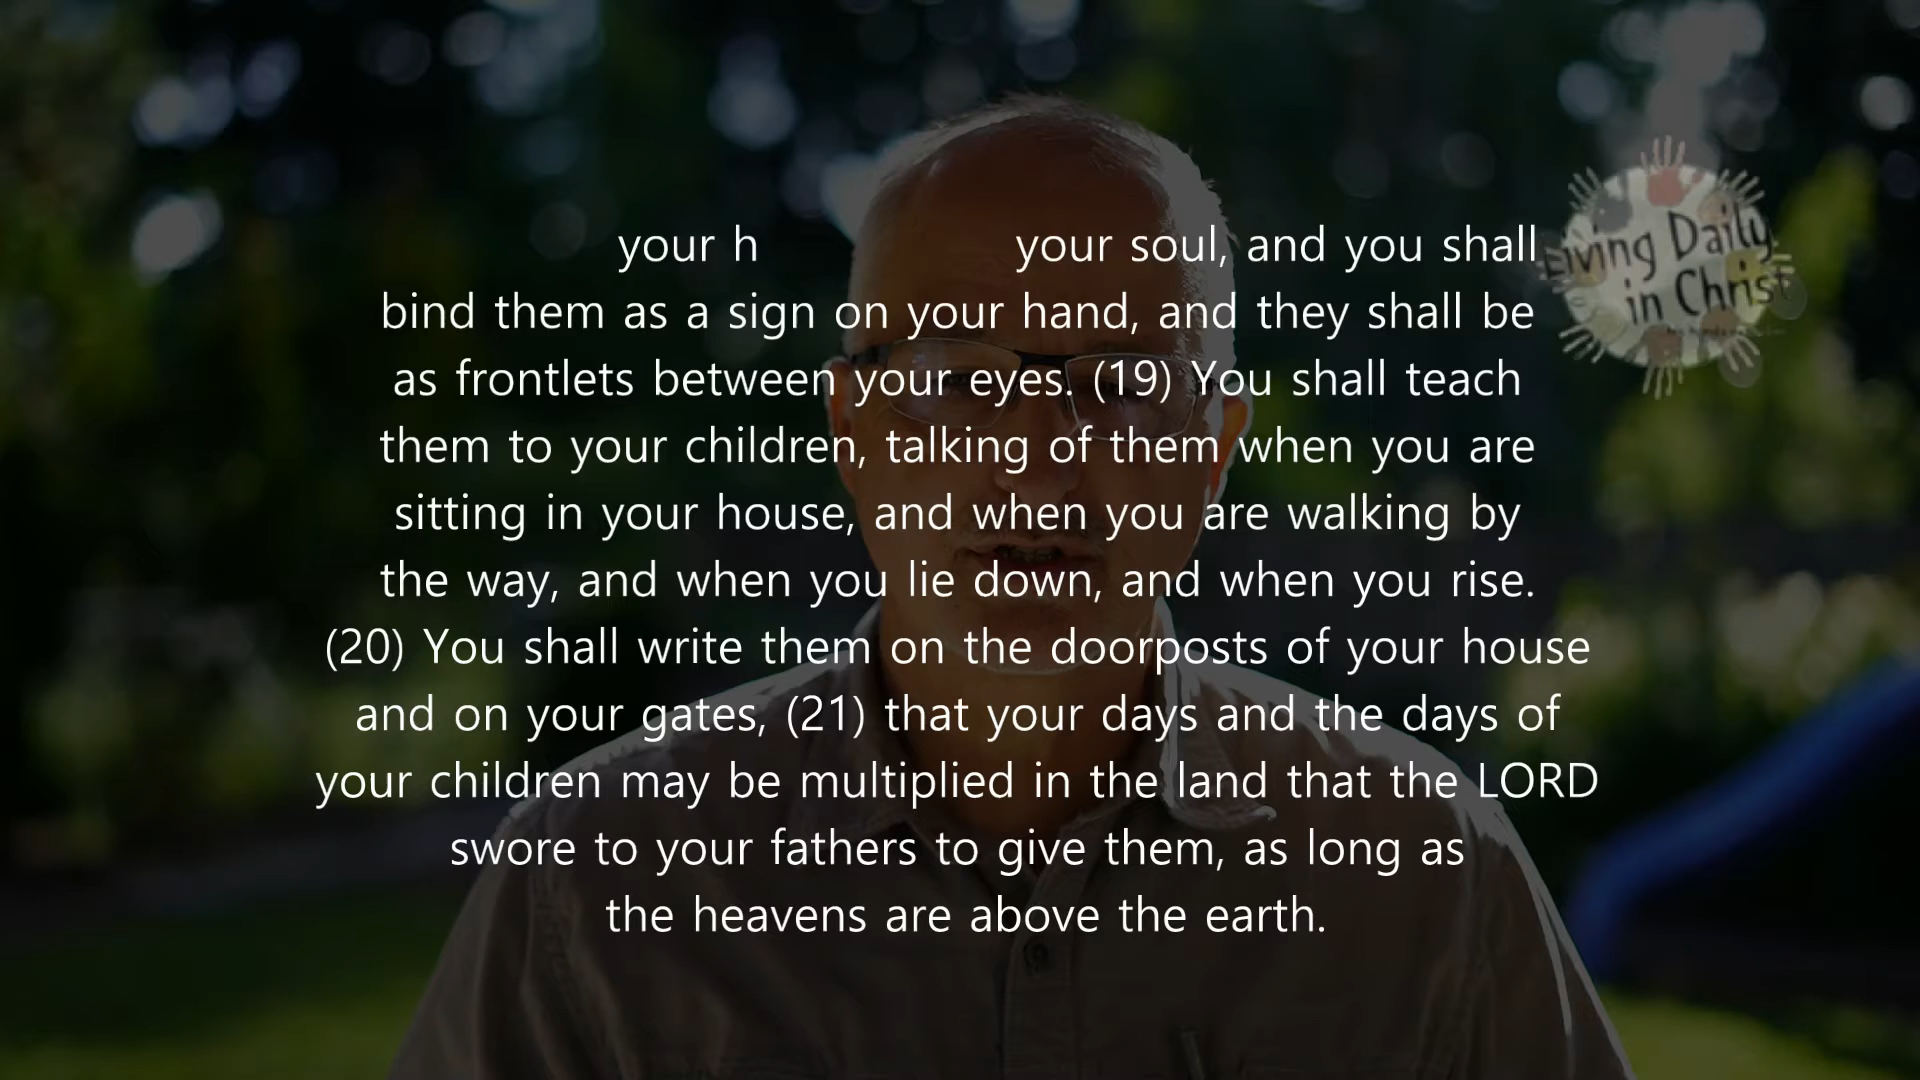 your h your soul, and you shall
bind them as a sign on your hand, and they shall be
as frontlets between your eyes. (19) You shall teach
them to your children, talking of them when you are
sitting in your house, and when you are walking by
the way, and when you lie down, and when you rise.
(20) You shall write them on the doorposts of your house
and on your gates, (21) that your days and the days of
your children may be multiplied in the land that the LORD
swore to your fathers to give them, as long as
the heavens are above the earth.
Living Daily
in Christ